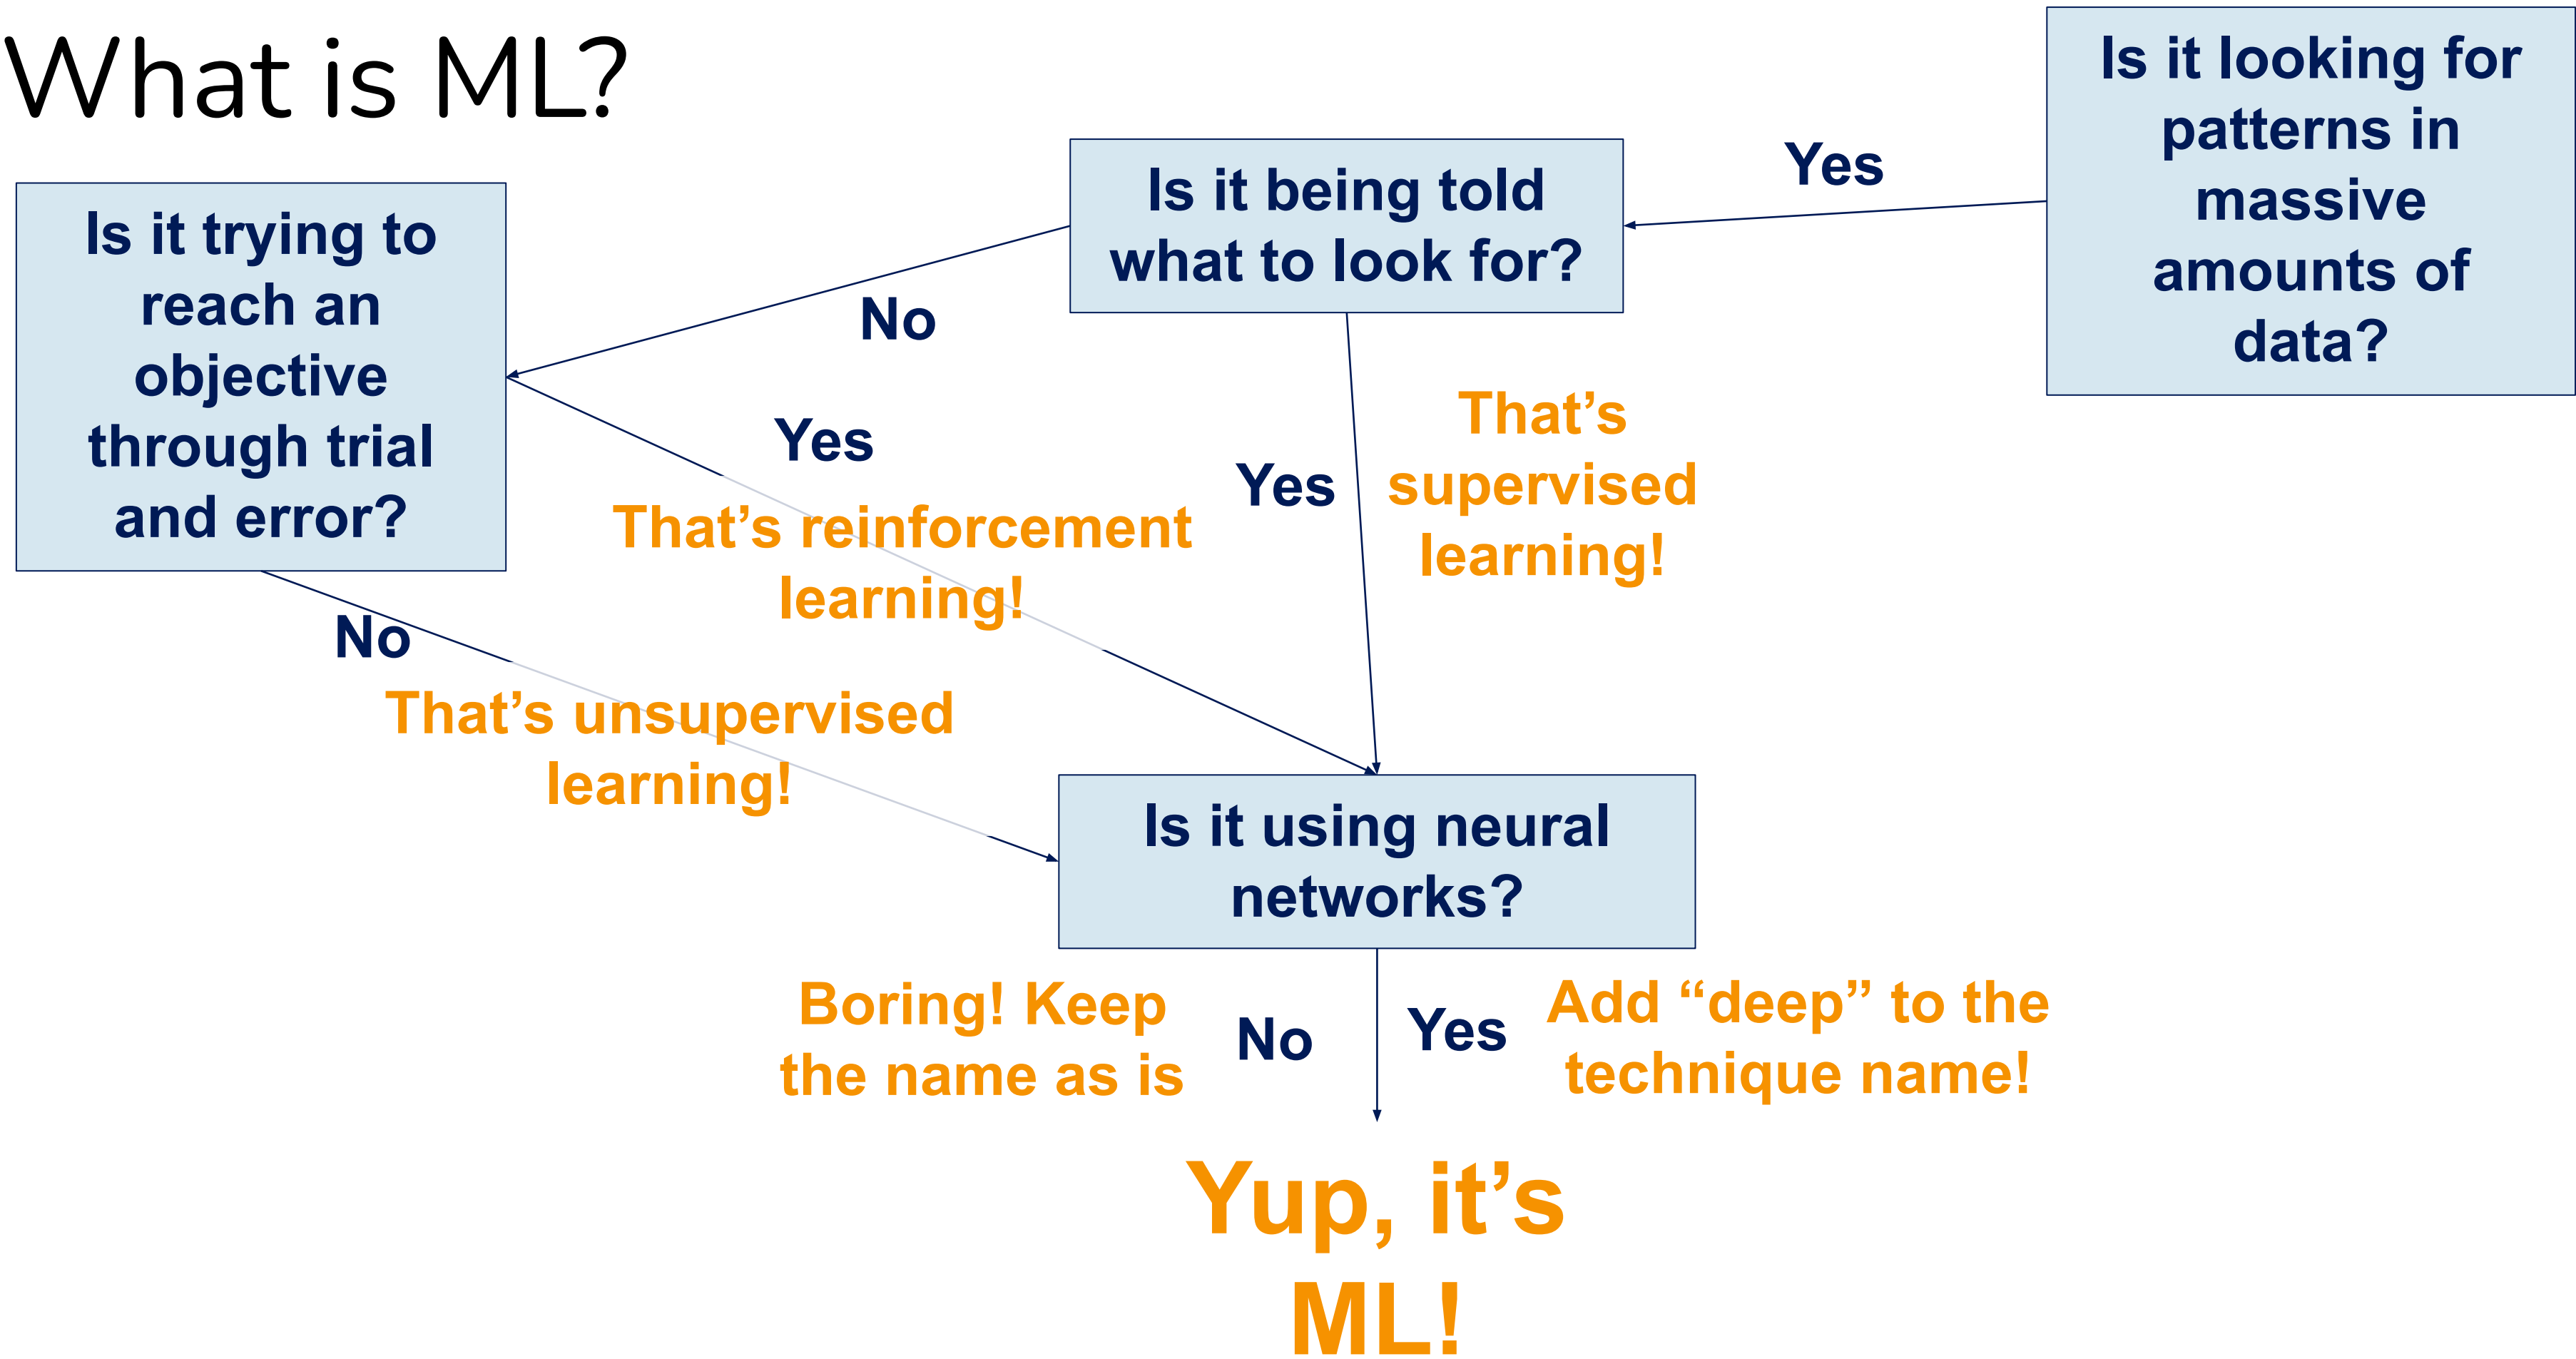 What is ML?
Is it looking for
patterns in
massive
amounts of
data?
Yes
Is it being told
what to look for?
No
Is it trying to
reach an
objective
through trial
and error?
Yes
That’s
supervised
learning!
Yes
That’s reinforcement
learning!
No
That’s unsupervised
learning!
Is it using neural
networks?
Boring! Keep
the name as is
No
Yes
Add “deep” to the
technique name!
Yup, it’s
ML!